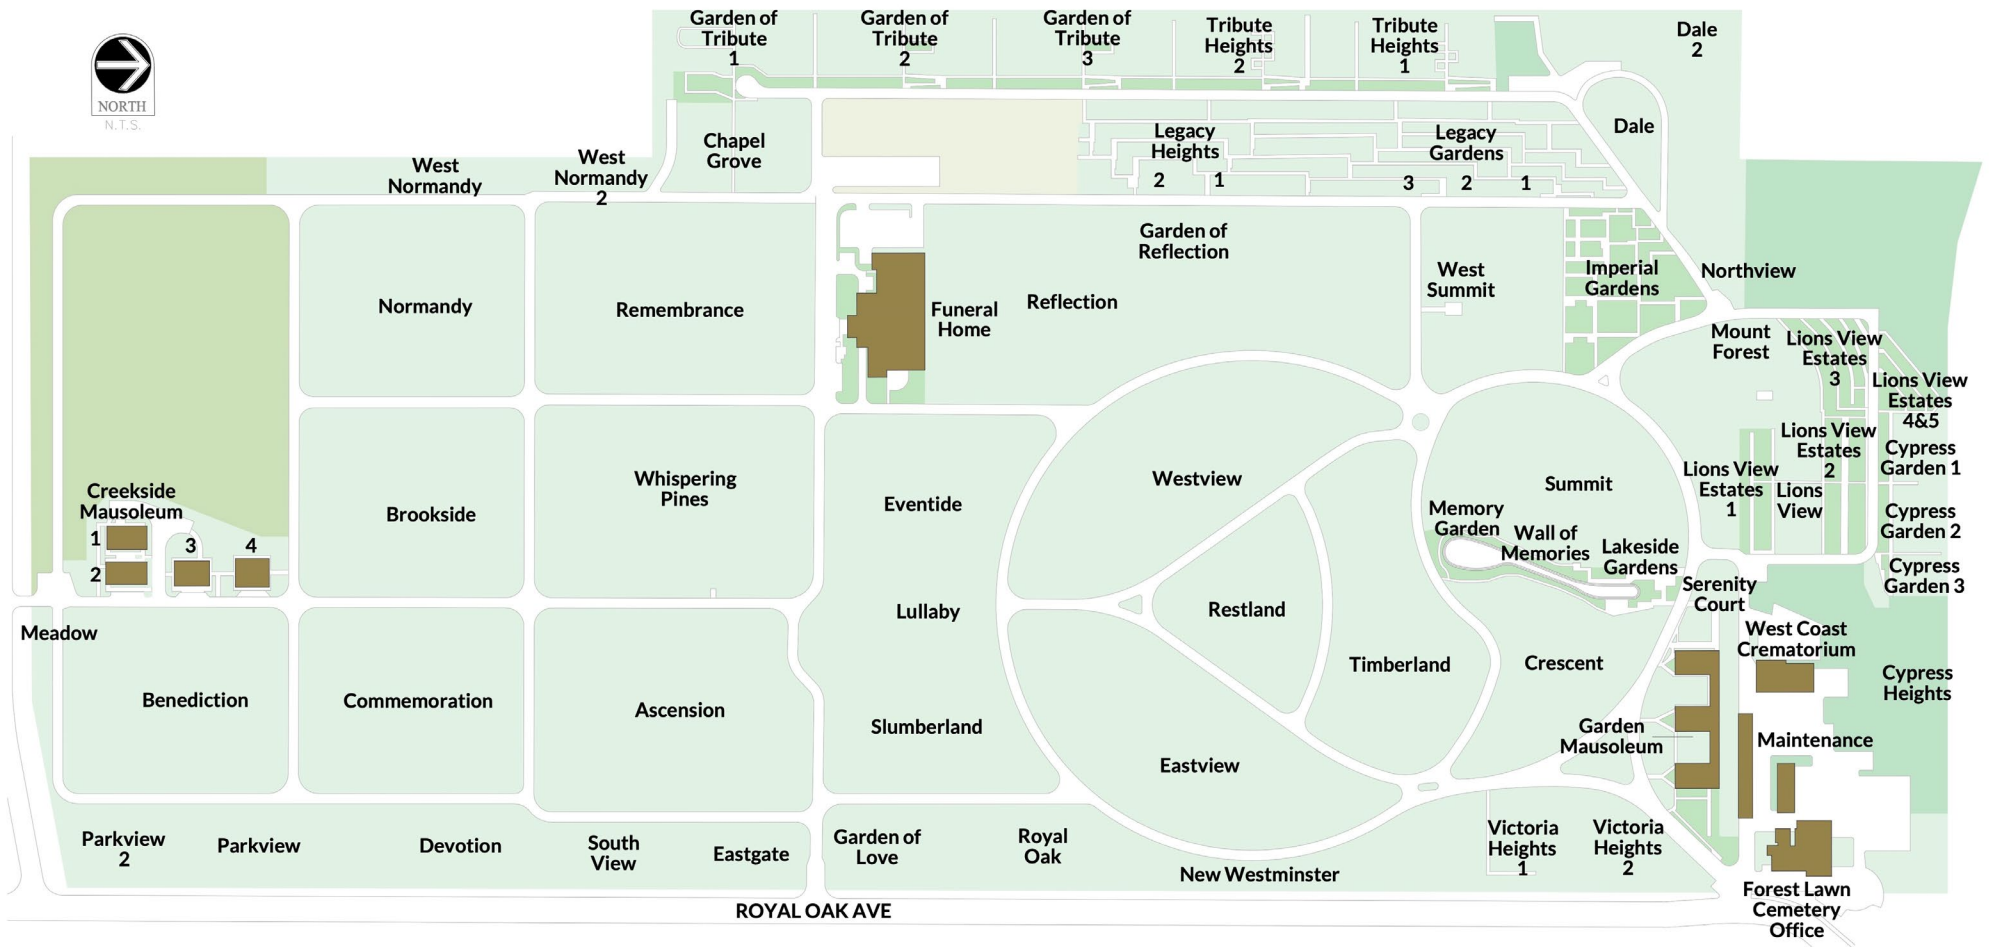 NORTH
N.T.S.
Garden of
Tribute
1
Garden of
Tribute
2
Garden of
Tribute
3
Tribute
Heights
2
Tribute
Heights
1
Dale
2
Chapel
Grove
Legacy
Heights
2
1
Legacy
Gardens
3
2
1
Dale
West
Normandy
West
Normandy
2
Normandy
Remembrance
Funeral
Home
Garden of
Reflection
Reflection
West
Summit
Imperial
Gardens
Northview
Mount
Forest
Lions View
Estates
3
Lions View
Estates
4&5
Lions View
Estates
2
Lions View
Estates
1
Lions
View
Cypress
Garden 1
Cypress
Garden 2
Cypress
Garden 3
Creekside
Mausoleum
1
2
3
4
Brookside
Whispering
Pines
Eventide
Westview
Summit
Memory
Garden
Wall of
Memories
Lakeside
Gardens
Serenity
Court
Lullaby
Restland
Timberland
Crescent
West Coast
Crematorium
Cypress
Heights
Meadow
Benediction
Commemoration
Ascension
Slumberland
Eastview
Garden
Mausoleum
Maintenance
Parkview
2
Parkview
Devotion
South
View
Eastgate
Garden of
Love
Royal
Oak
New Westminster
Victoria
Heights
1
Victoria
Heights
2
Forest Lawn
Cemetery
Office
ROYAL OAK AVE